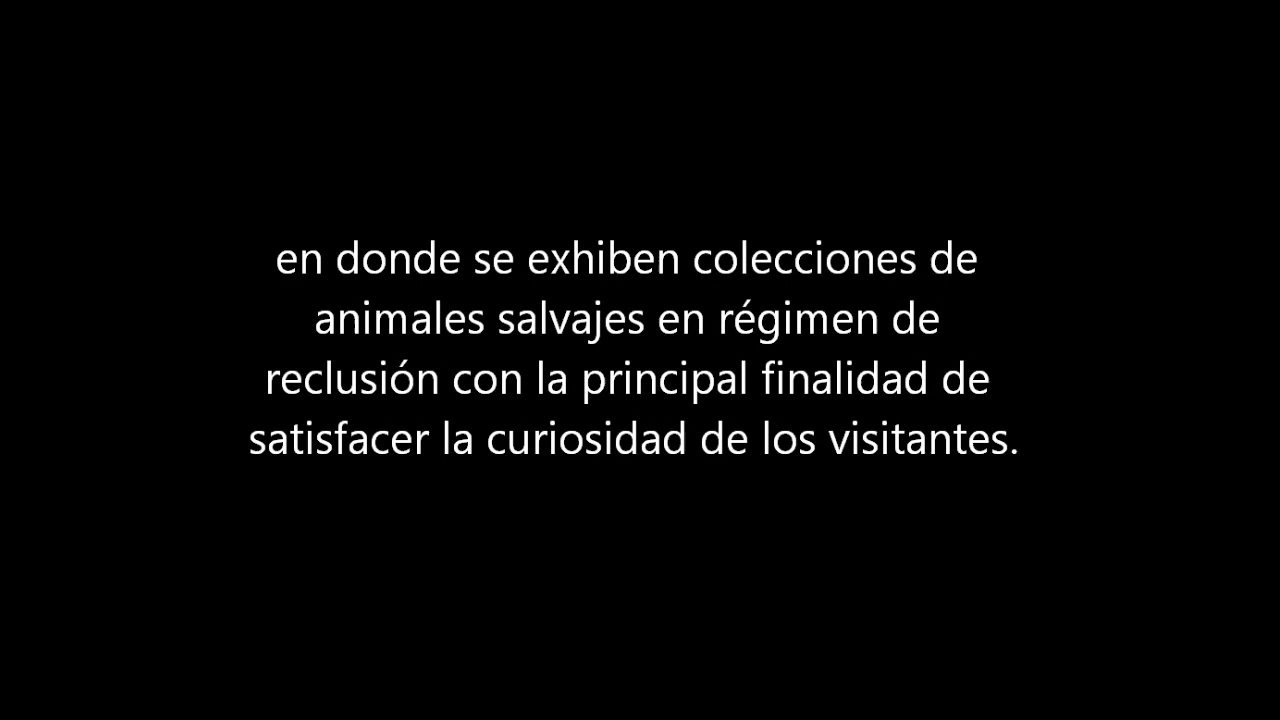 en donde se exhiben colecciones de
animales salvajes en régimen de
reclusión con la principal finalidad de
satisfacer la curiosidad de los visitantes.